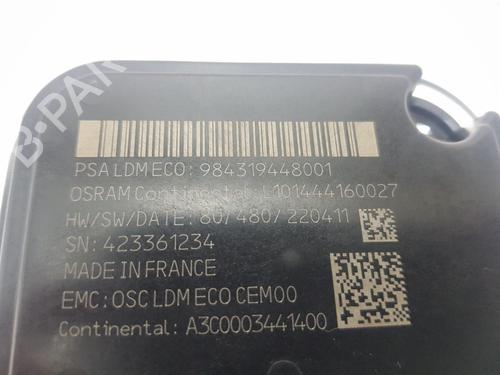 B-PARTS
PSA LDM ECO: 984319448001
OSRAM Continental: L101444160027
HW/SW/DATE: 80/480/220411
SN: 423361234
MADE IN FRANCE
EMC: OSC LDM ECO CEM00
Continental: A3C0003441400